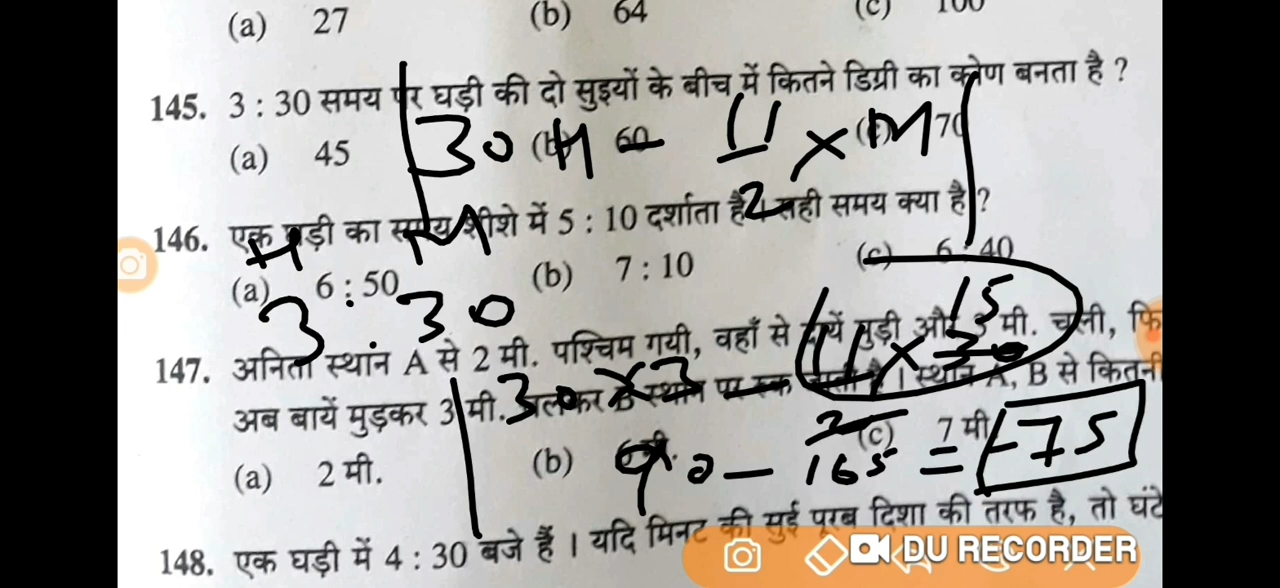 (a) 27 (b) 64 (c) 100
145. 3 : 30 समय पर घड़ी की दो सुइयों के बीच में कितने डिग्री का कोण बनता है ?
(a) 45 (b) 60 (c) 70
30 H - 11/2 × M
146. एक घड़ी का समय शीशे में 5 : 10 दर्शाता है । सही समय क्या है ?
H M
(a) 6 : 50 (b) 7 : 10 (c) 6 : 40
3 : 30
147. अनिता स्थांन A से 2 मी. पश्चिम गयी, वहाँ से दायें मुड़ी और 3 मी. चली, फि
30 × 3 - 11 × 30/2 15
अब बायें मुड़कर 3 मी. चलकर B स्थान पर रूक जाती है । स्थान A, B से कितनी
(a) 2 मी. (b) मी. (c) 7 मी
90 - 165 = -75
148. एक घड़ी में 4 : 30 बजे हैं । यदि मिनट की सुई पूरब दिशा की तरफ है, तो घंटे
DU RECORDER